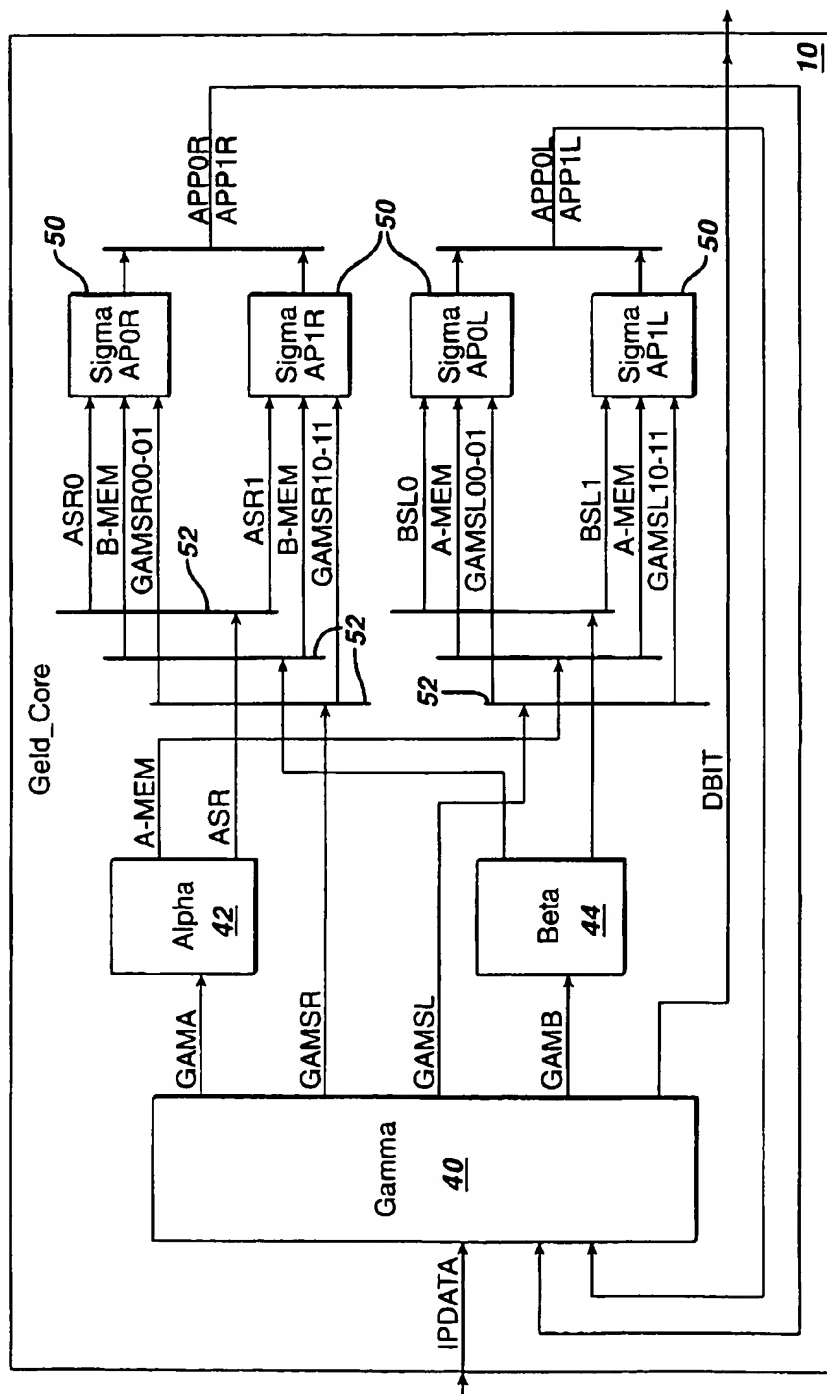 Geld_Core
10
IPDATA
Gamma
40
GAMA
GAMSR
GAMSL
GAMB
Alpha
42
Beta
44
A-MEM
ASR
DBIT
52
52
52
ASR0
B-MEM
GAMSR00-01
ASR1
B-MEM
GAMSR10-11
BSL0
A-MEM
GAMSL00-01
BSL1
A-MEM
GAMSL10-11
50
Sigma
AP0R
50
Sigma
AP1R
Sigma
AP0L
50
Sigma
AP1L
APP0R
APP1R
APP0L
APP1L